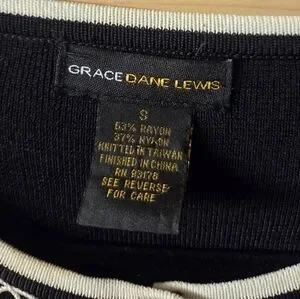 GRACE DANE LEWIS
S
63% RAYON
37% NYLON
KNITTED IN TAIWAN
FINISHED IN CHINA
RN 93178
SEE REVERSE
FOR CARE